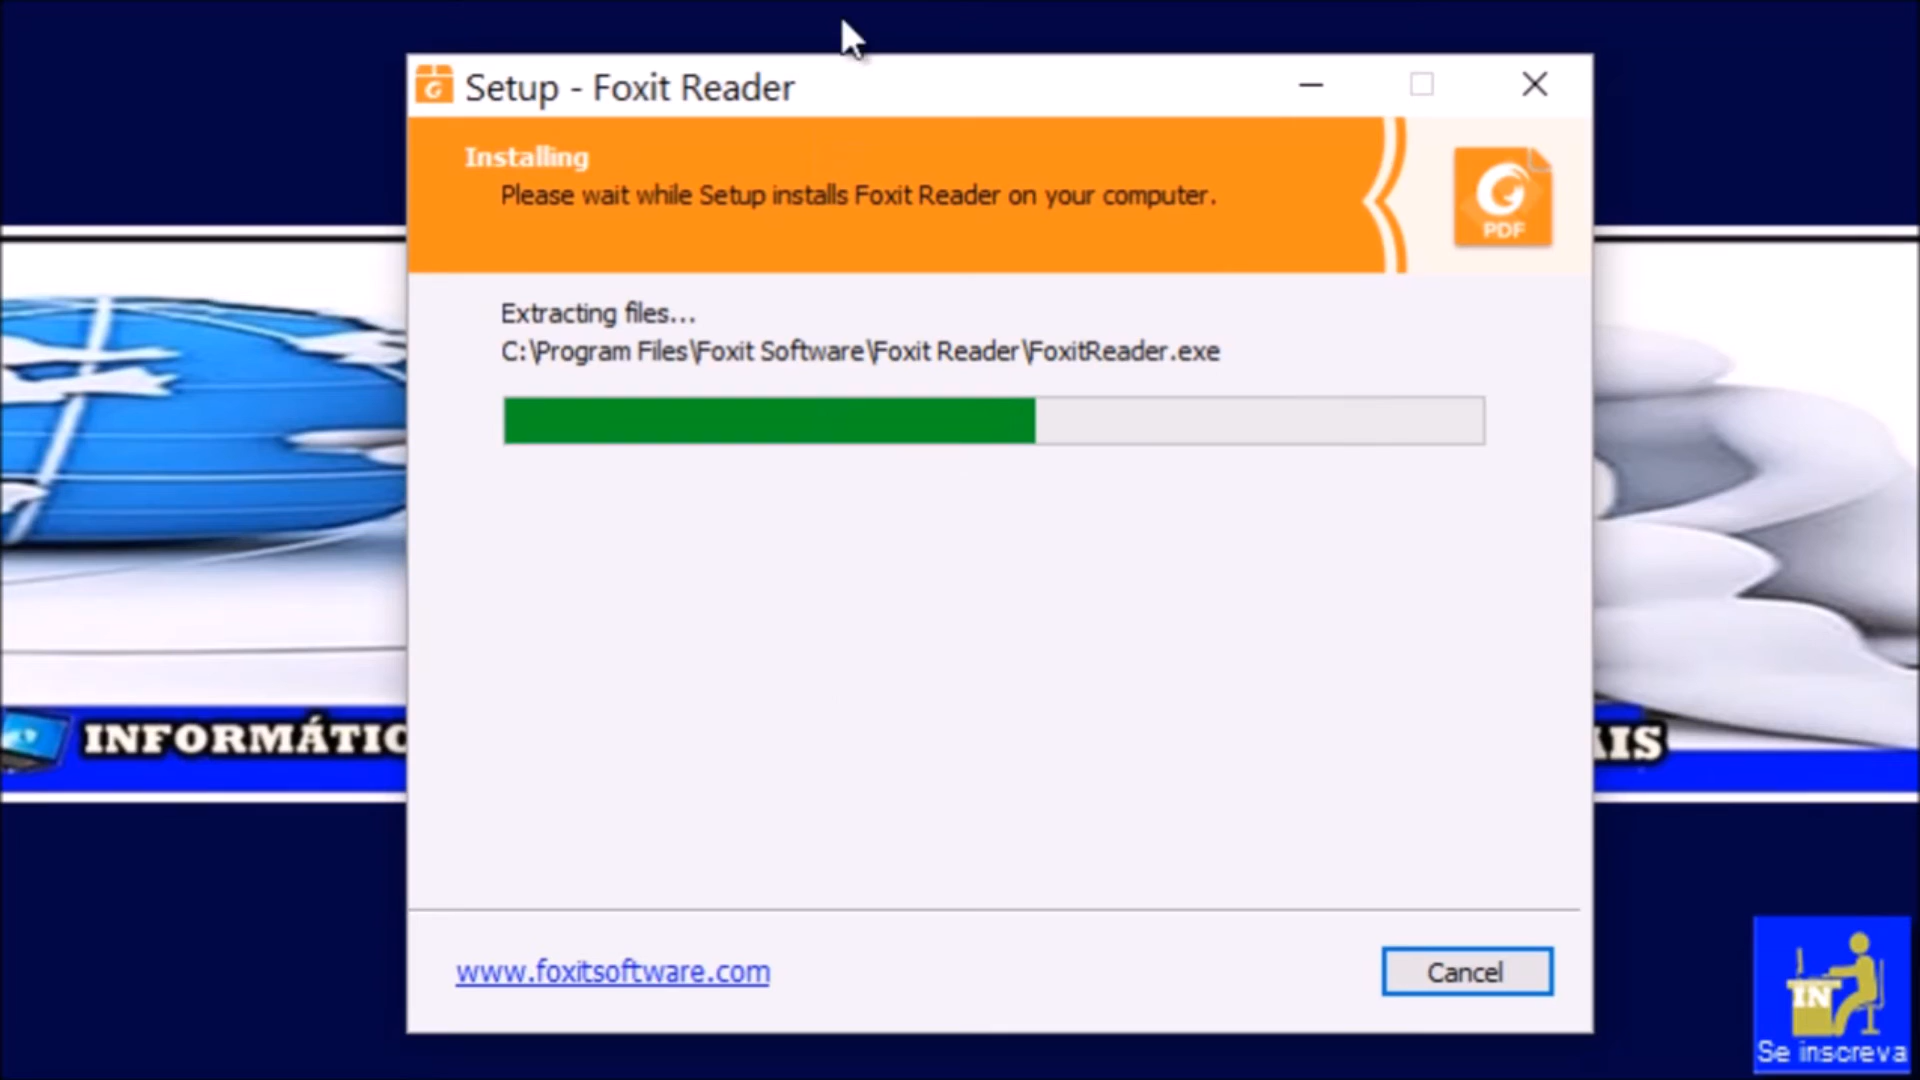 Setup - Foxit Reader
Installing
Please wait while Setup installs Foxit Reader on your computer.
PDF
Extracting files...
C:\Program Files\Foxit Software\Foxit Reader\FoxitReader.exe
INFORMÁTIC
AIS
www.foxitsoftware.com
Cancel
IN
Se inscreva